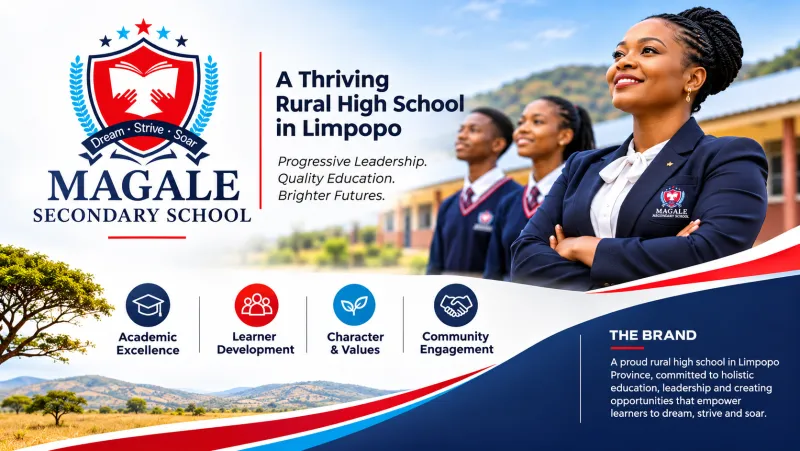 Dream · Strive · Soar
MAGALE
SECONDARY SCHOOL
A Thriving
Rural High School
in Limpopo
Progressive Leadership.
Quality Education.
Brighter Futures.
MAGALE
SECONDARY SCHOOL
Academic
Excellence
Learner
Development
Character
& Values
Community
Engagement
THE BRAND
A proud rural high school in Limpopo
Province, committed to holistic
education, leadership and creating
opportunities that empower
learners to dream, strive and soar.